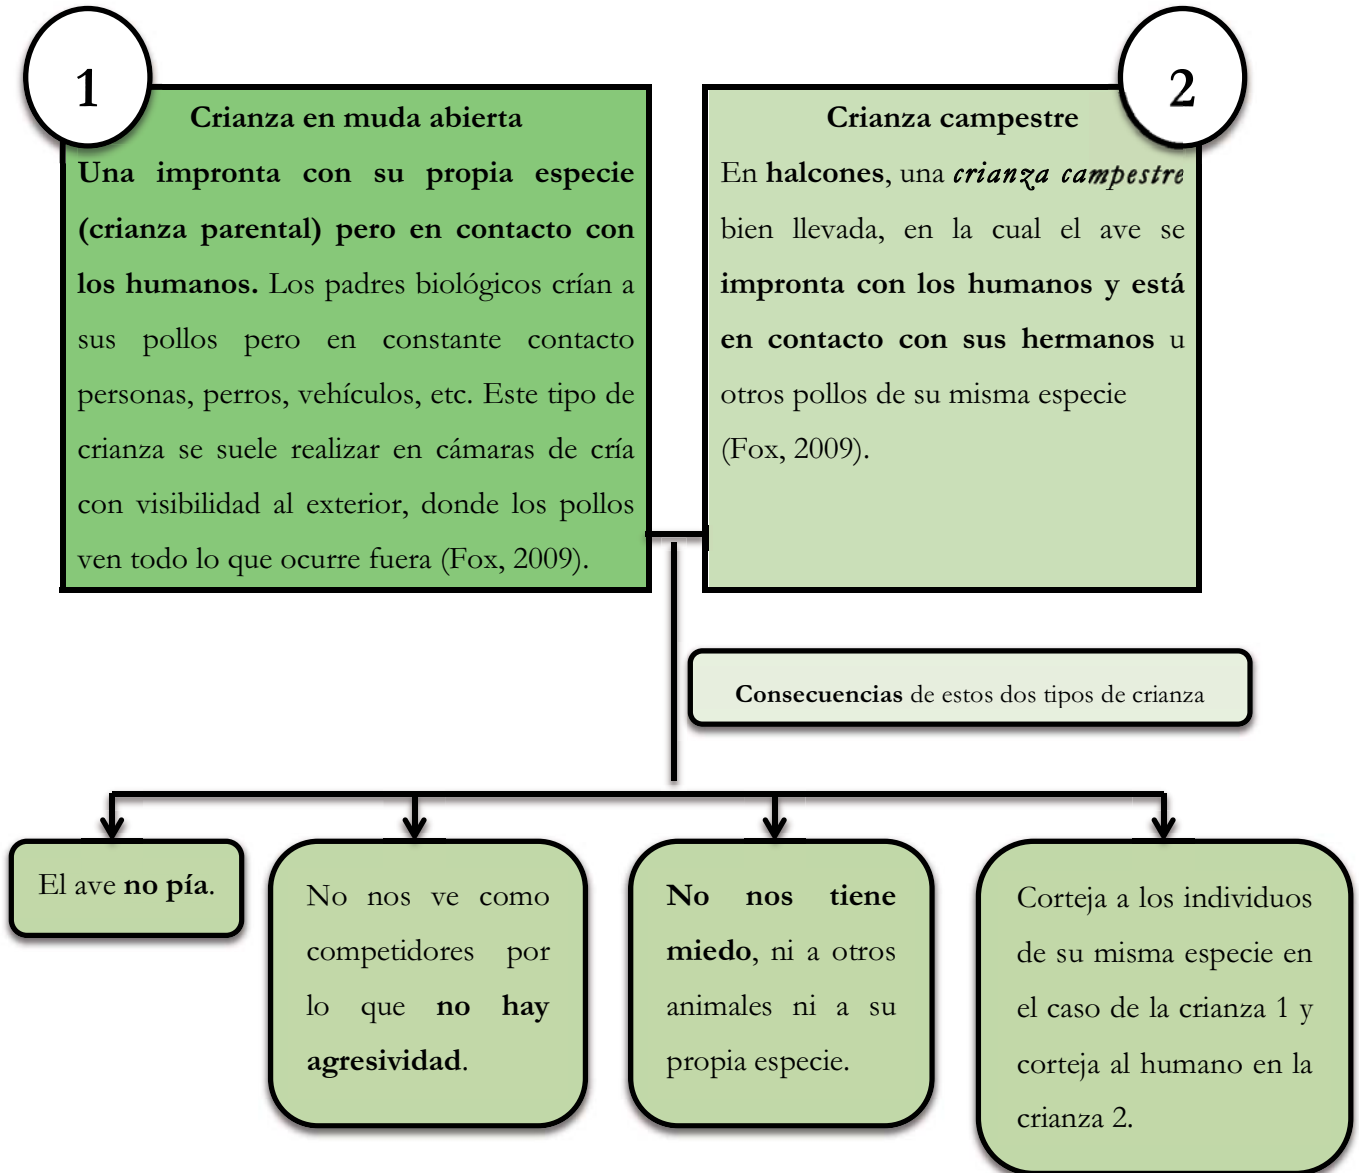 1
Crianza en muda abierta
Una impronta con su propia especie
(crianza parental) pero en contacto con
los humanos. Los padres biológicos crían a
sus pollos pero en constante contacto
personas, perros, vehículos, etc. Este tipo de
crianza se suele realizar en cámaras de cría
con visibilidad al exterior, donde los pollos
ven todo lo que ocurre fuera (Fox, 2009).
2
Crianza campestre
En halcones, una crianza campestre
bien llevada, en la cual el ave se
impronta con los humanos y está
en contacto con sus hermanos u
otros pollos de su misma especie
(Fox, 2009).
Consecuencias de estos dos tipos de crianza
El ave no pía.
No nos ve como
competidores por
lo que no hay
agresividad.
No nos tiene
miedo, ni a otros
animales ni a su
propia especie.
Corteja a los individuos
de su misma especie en
el caso de la crianza 1 y
corteja al humano en la
crianza 2.